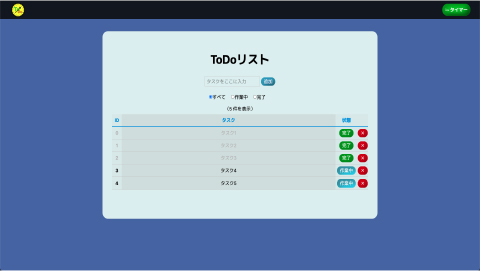 → タイマー
ToDoリスト
タスクをここに入力 追加
すべて 作業中 完了
(5 件を表示)
ID タスク 状態
0 タスク1 完了 ×
1 タスク2 完了 ×
2 タスク3 完了 ×
3 タスク4 作業中 ×
4 タスク5 作業中 ×